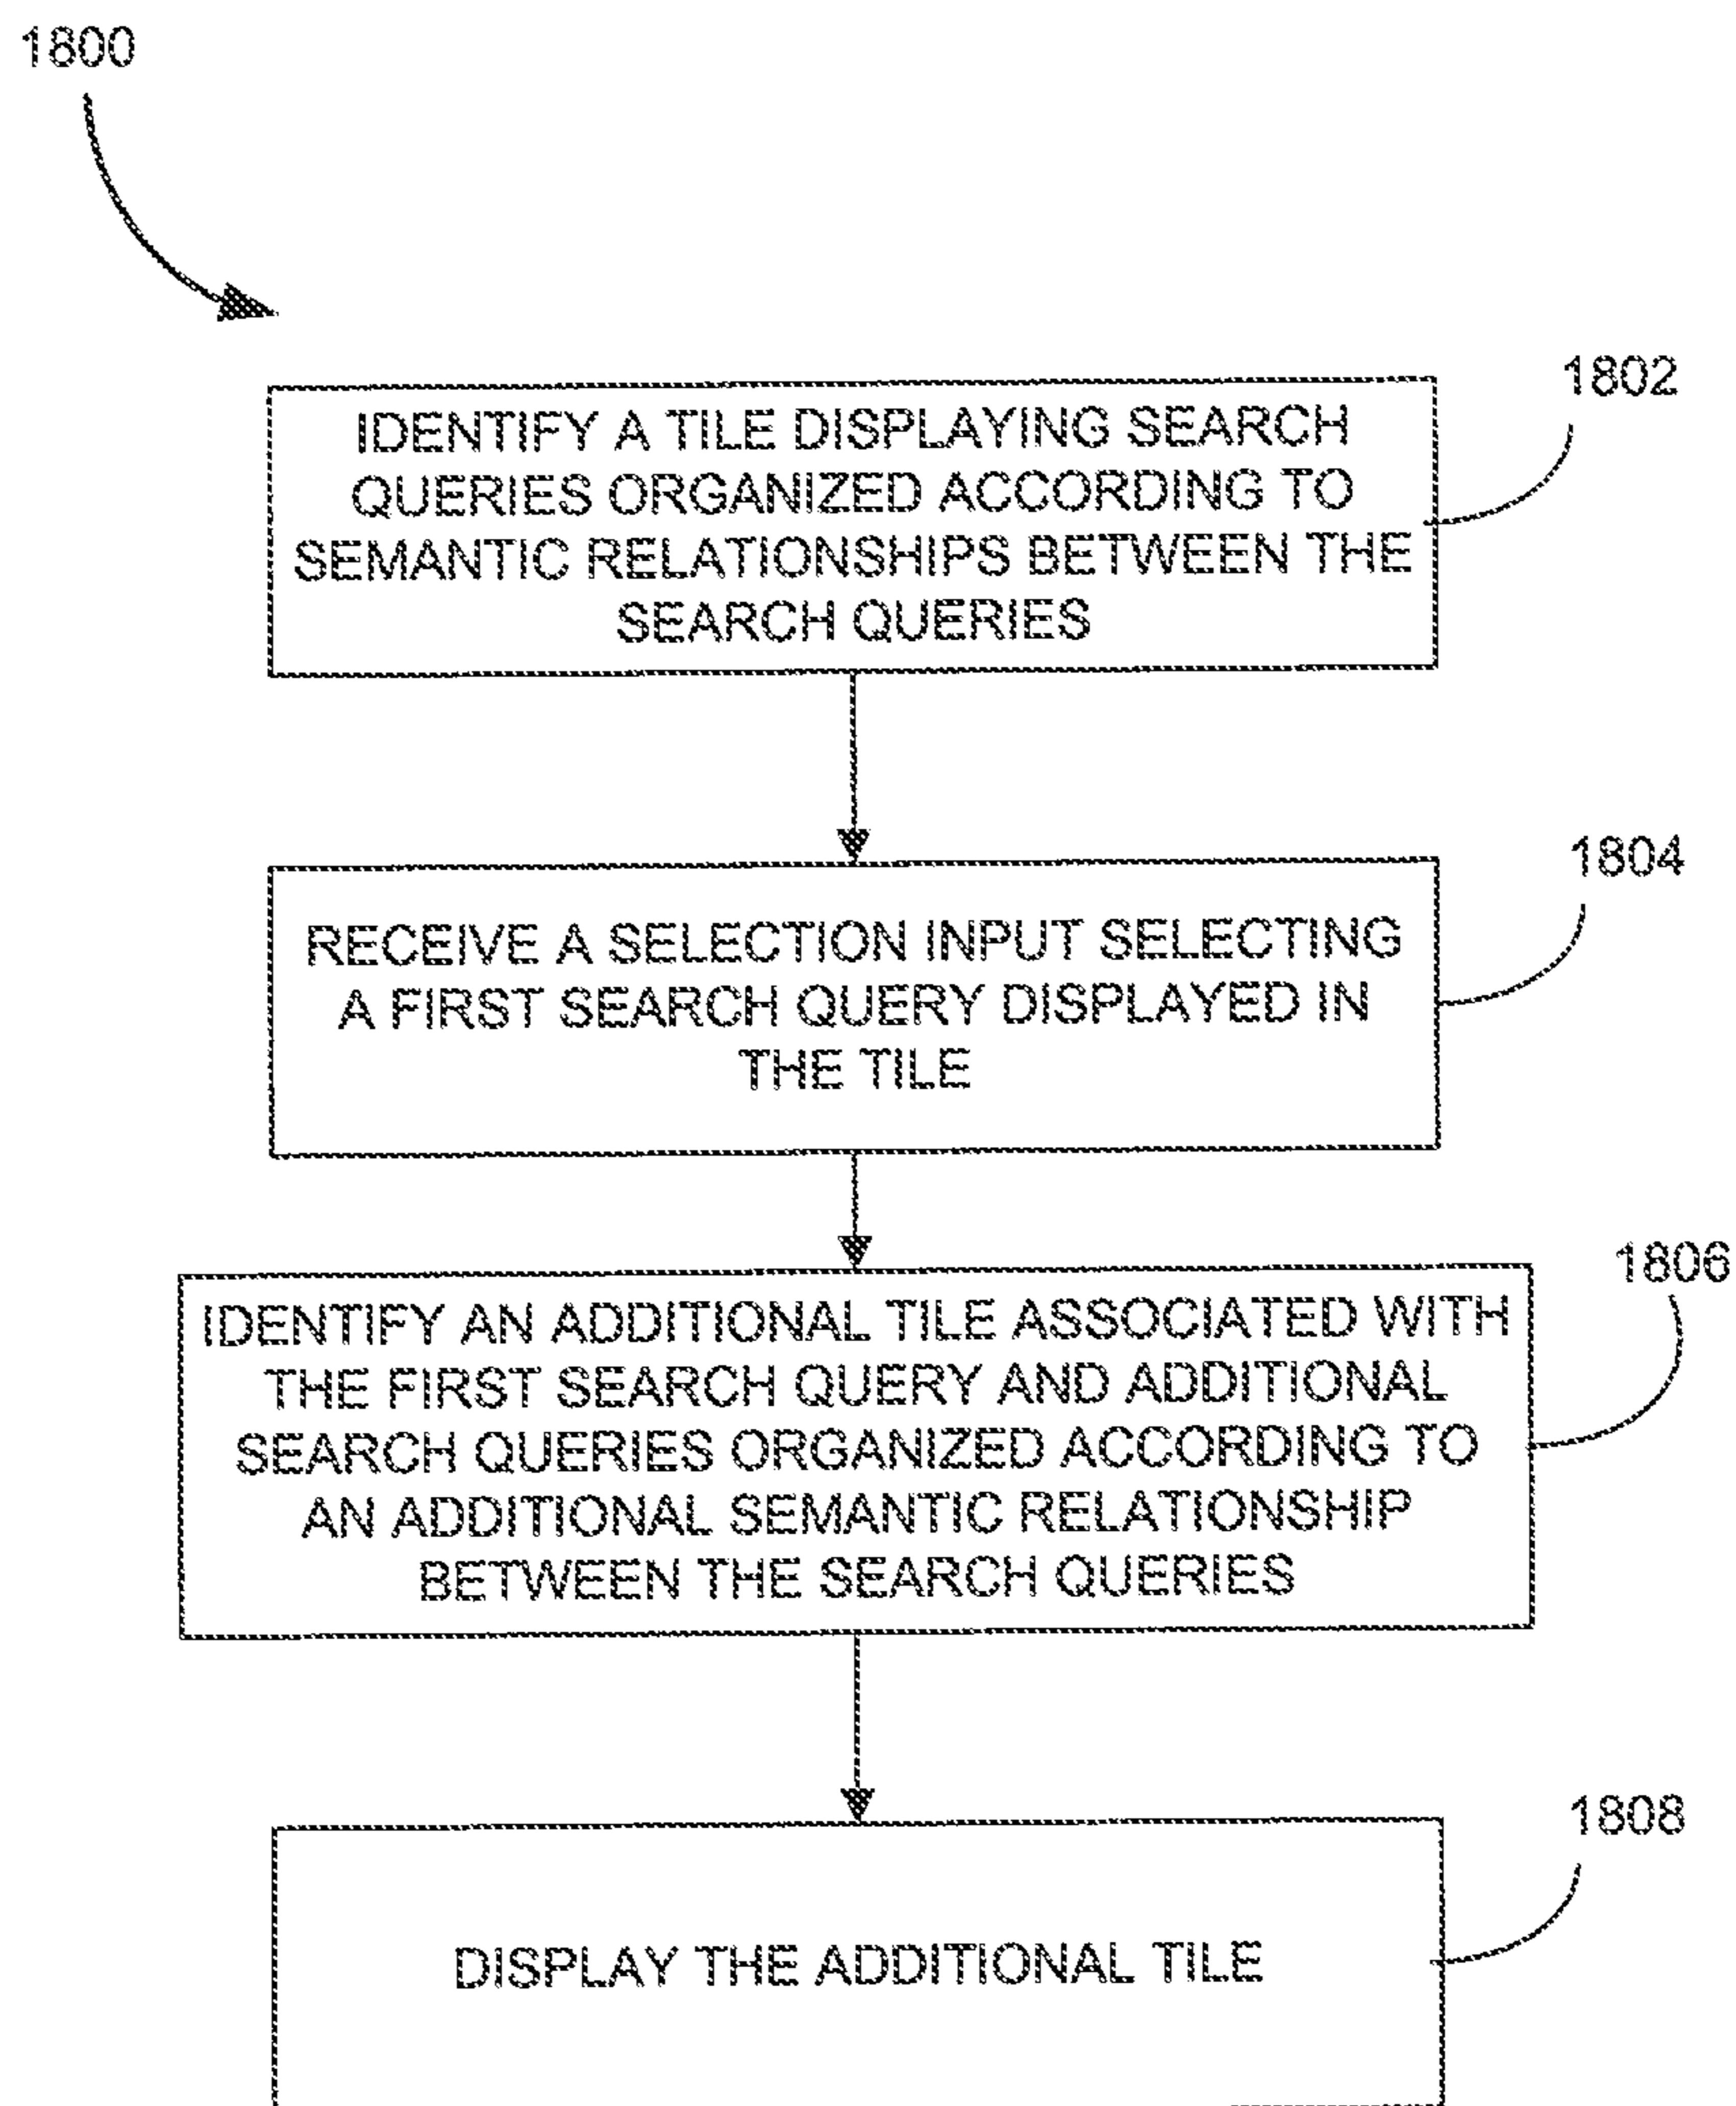 1800
1802
IDENTIFY A TILE DISPLAYING SEARCH
QUERIES ORGANIZED ACCORDING TO
SEMANTIC RELATIONSHIPS BETWEEN THE
SEARCH QUERIES
1804
RECEIVE A SELECTION INPUT SELECTING
A FIRST SEARCH QUERY DISPLAYED IN
THE TILE
1806
IDENTIFY AN ADDITIONAL TILE ASSOCIATED WITH
THE FIRST SEARCH QUERY AND ADDITIONAL
SEARCH QUERIES ORGANIZED ACCORDING TO
AN ADDITIONAL SEMANTIC RELATIONSHIP
BETWEEN THE SEARCH QUERIES
1808
DISPLAY THE ADDITIONAL TILE